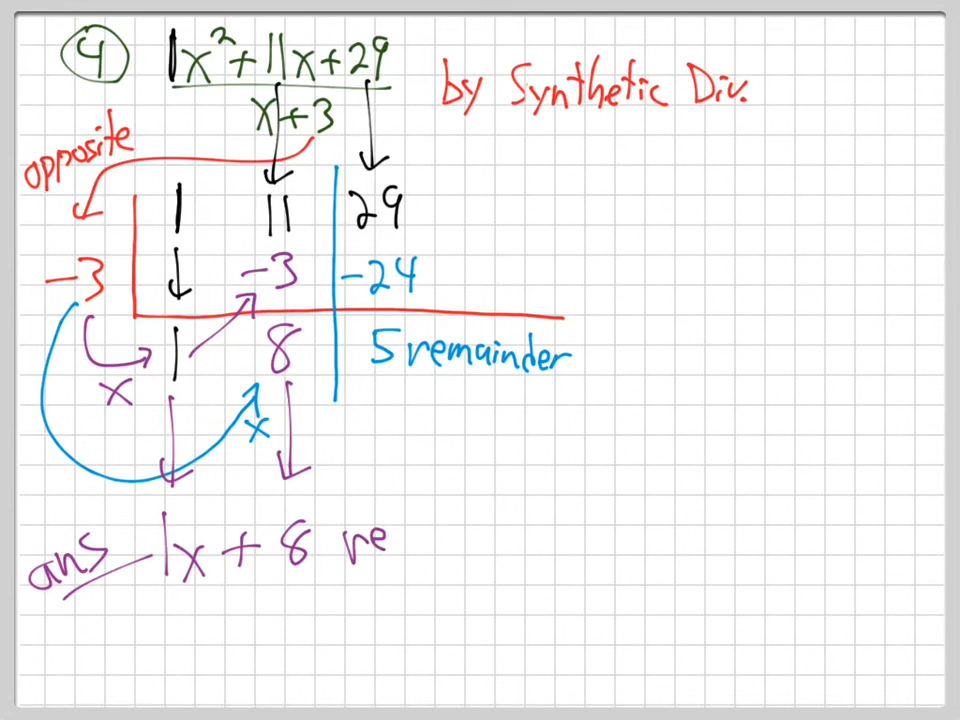 4 1x² + 11x + 29 by Synthetic Div.
x + 3
opposite
1 11 29
-3 -3 -24
1 8 5 remainder
x
x
ans 1x + 8 re